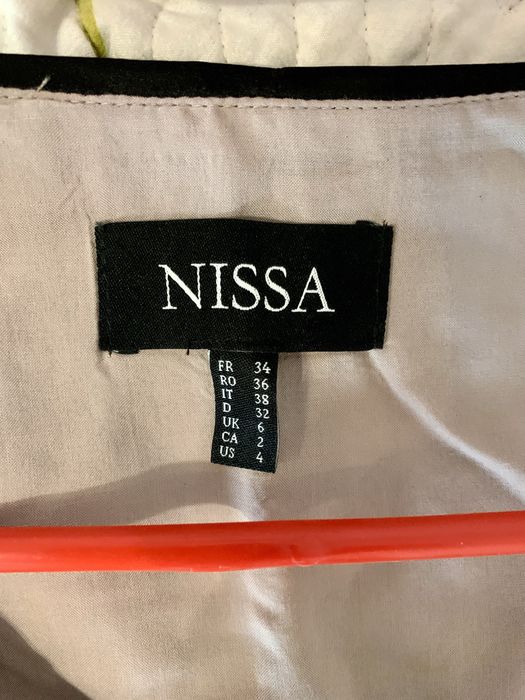 NISSA
FR 34
RO 36
IT 38
D 32
UK 6
CA 2
US 4